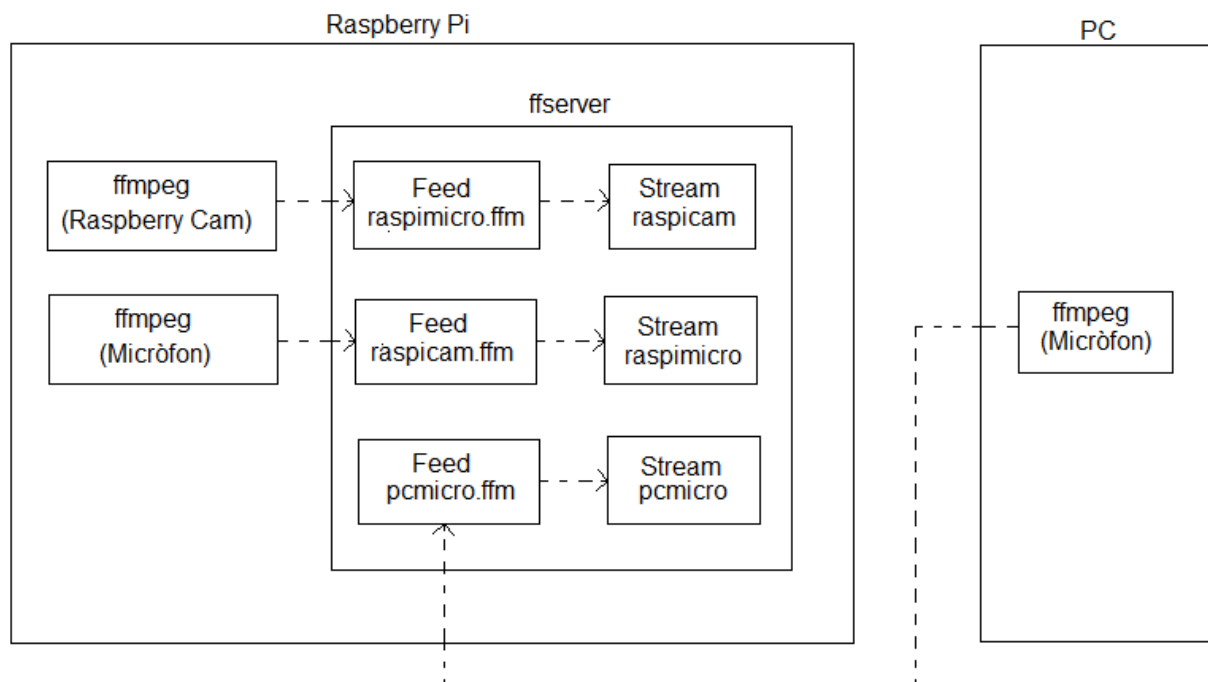 Raspberry Pi
PC
ffserver
ffmpeg
(Raspberry Cam)
Feed
raspimicro.ffm
Stream
raspicam
ffmpeg
(Micròfon)
Feed
raspicam.ffm
Stream
raspimicro
ffmpeg
(Micròfon)
Feed
pcmicro.ffm
Stream
pcmicro